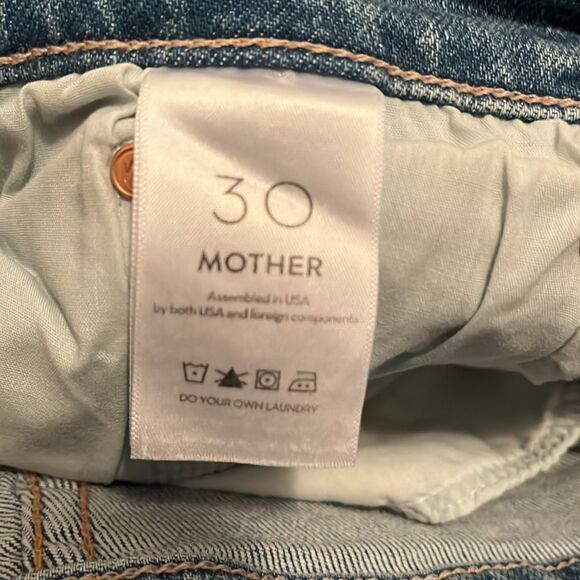 30
MOTHER
Assembled in USA
by both USA and foreign components
DO YOUR OWN LAUNDRY